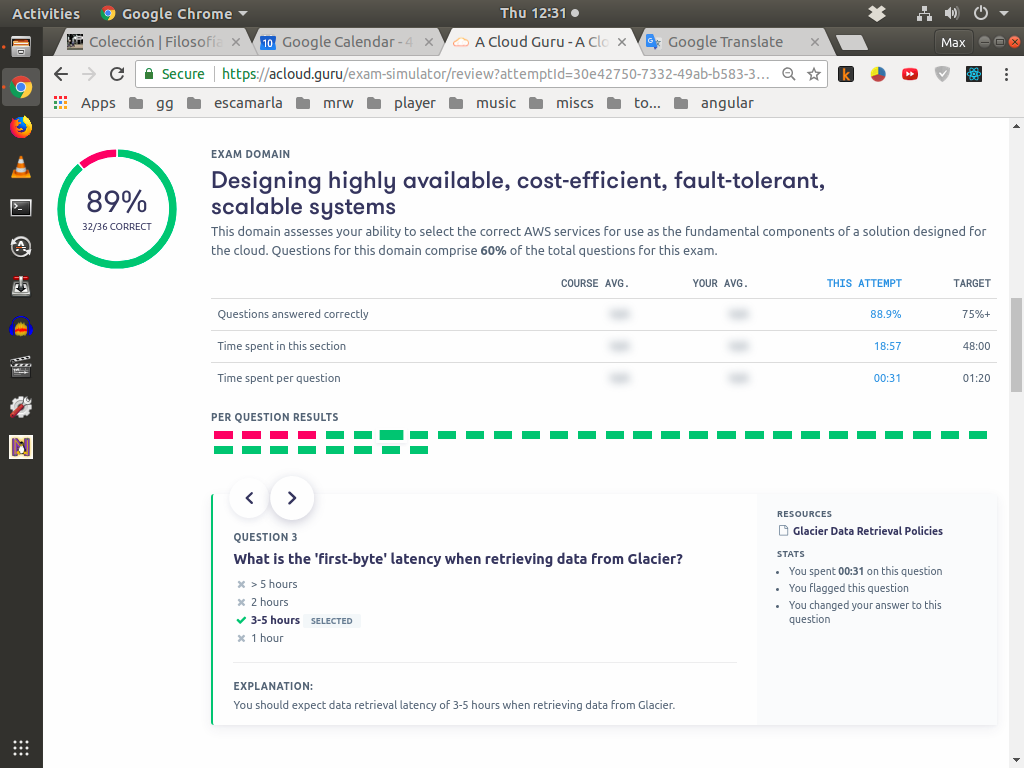 Activities Google Chrome Thu 12:31
Colección | Filosofía Google Calendar - 4 A Cloud Guru - A Clo Google Translate Max
Secure https://acloud.guru/exam-simulator/review?attemptId=30e42750-7332-49ab-b583-3...
Apps gg escamarla mrw player music miscs to... angular
89%
32/36 CORRECT
EXAM DOMAIN
Designing highly available, cost-efficient, fault-tolerant,
scalable systems
This domain assesses your ability to select the correct AWS services for use as the fundamental components of a solution designed for
the cloud. Questions for this domain comprise 60% of the total questions for this exam.
COURSE AVG. YOUR AVG. THIS ATTEMPT TARGET
Questions answered correctly 88.9% 75%+
Time spent in this section 18:57 48:00
Time spent per question 00:31 01:20
PER QUESTION RESULTS
QUESTION 3
What is the 'first-byte' latency when retrieving data from Glacier?
> 5 hours
2 hours
3-5 hours SELECTED
1 hour
EXPLANATION:
You should expect data retrieval latency of 3-5 hours when retrieving data from Glacier.
RESOURCES
Glacier Data Retrieval Policies
STATS
You spent 00:31 on this question
You flagged this question
You changed your answer to this
question